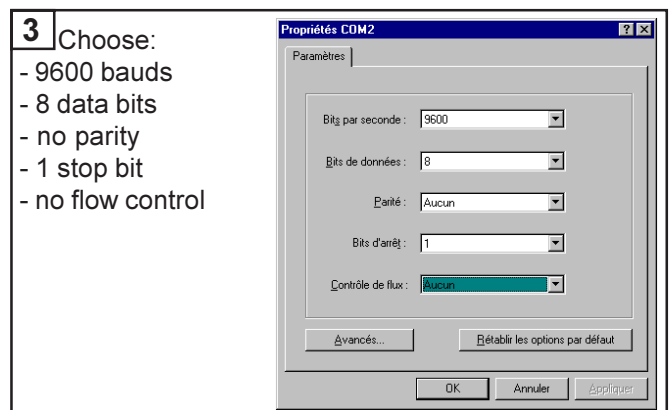 3 Choose:
- 9600 bauds
- 8 data bits
- no parity
- 1 stop bit
- no flow control
Propriétés COM2
Paramètres
Bits par seconde : 9600
Bits de données : 8
Parité : Aucun
Bits d'arrêt : 1
Contrôle de flux : Aucun
Avancés... Rétablir les options par défaut
OK Annuler Appliquer